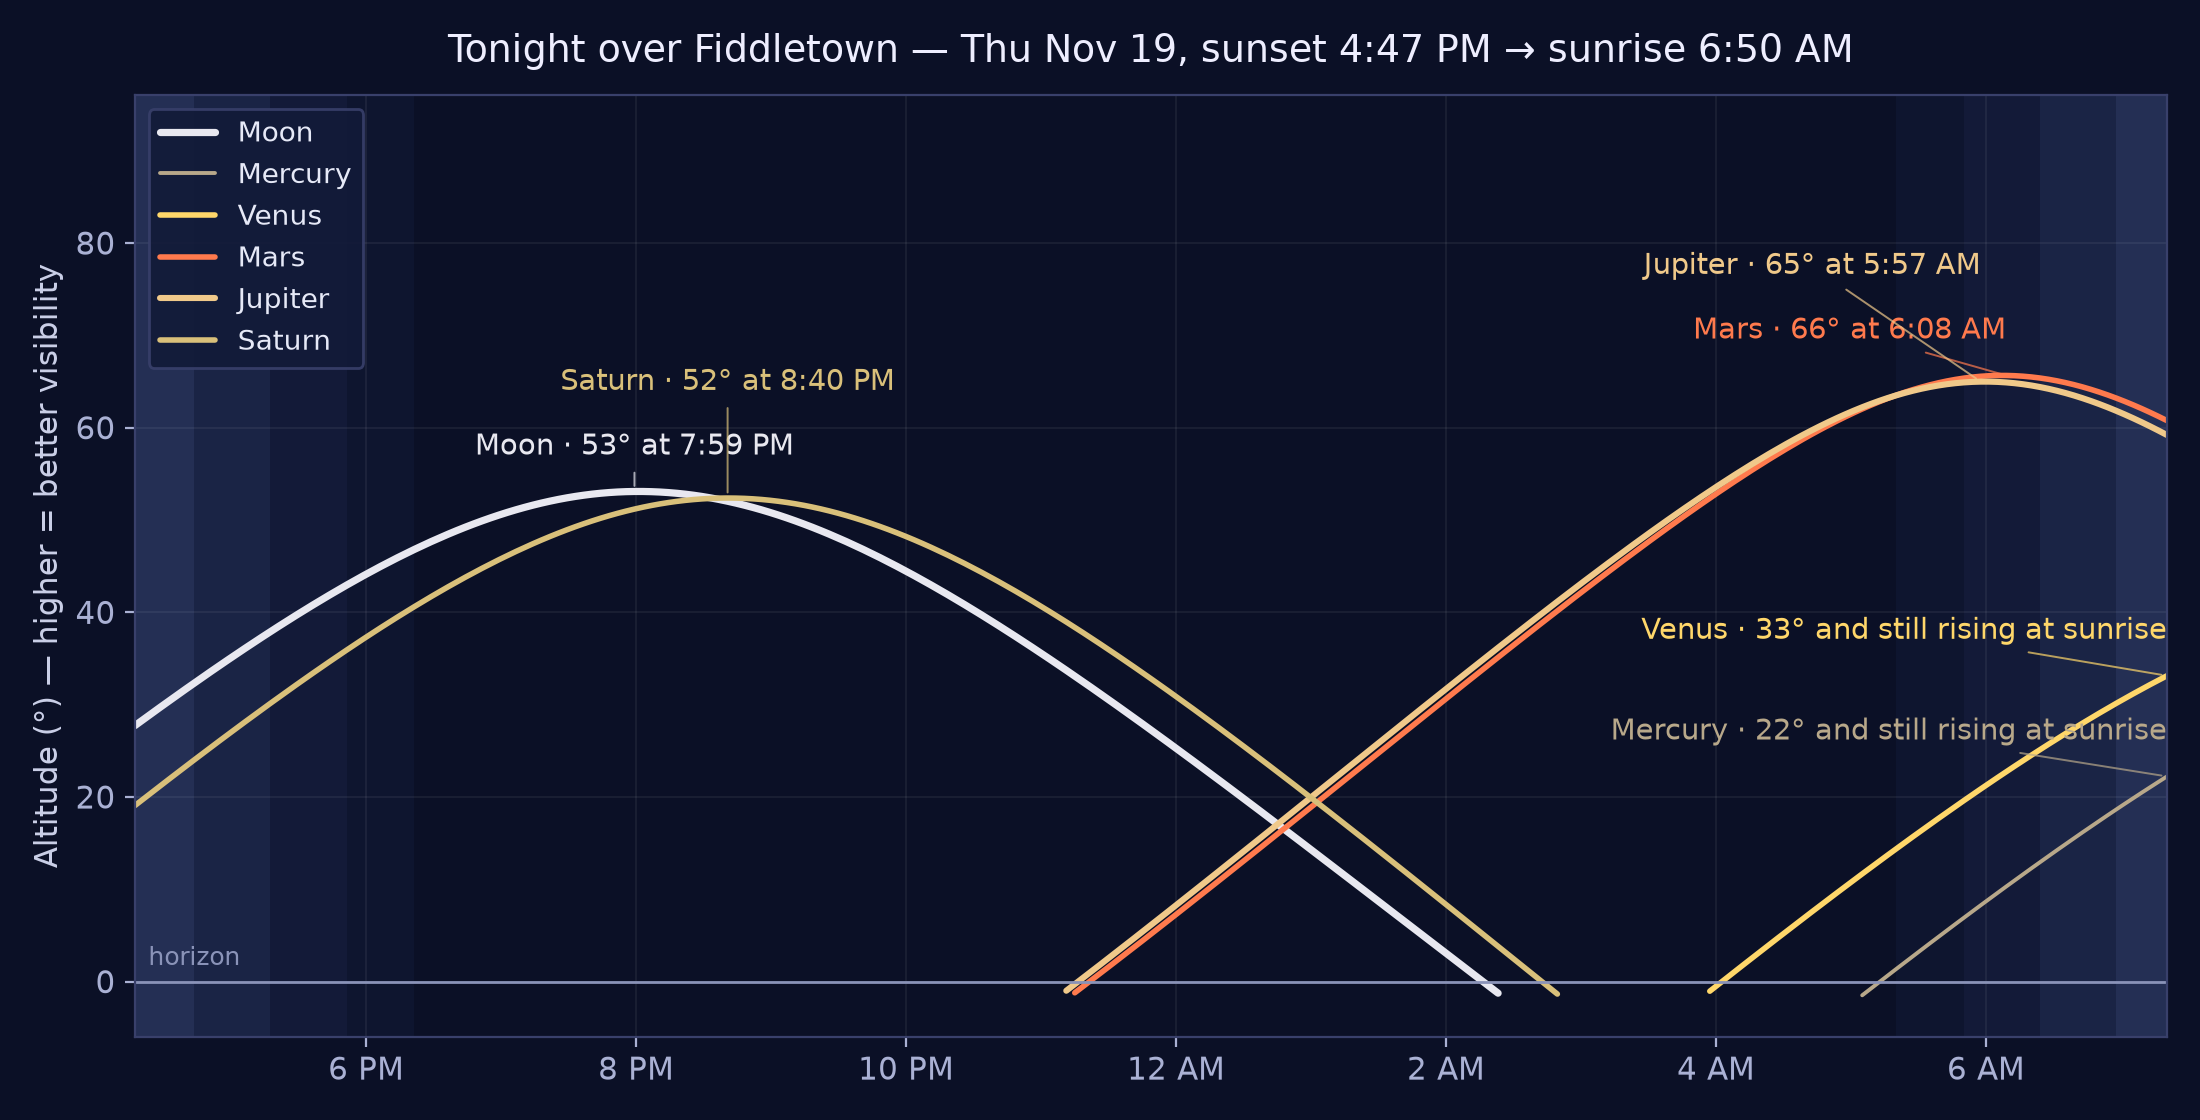 Tonight over Fiddletown — Thu Nov 19, sunset 4:47 PM → sunrise 6:50 AM
Moon
Mercury
Venus
Mars
Jupiter
Saturn
Jupiter · 65° at 5:57 AM
Mars · 66° at 6:08 AM
Saturn · 52° at 8:40 PM
Moon · 53° at 7:59 PM
Venus · 33° and still rising at sunrise
Mercury · 22° and still rising at sunrise
horizon
Altitude (°) — higher = better visibility
80
60
40
20
0
6 PM
8 PM
10 PM
12 AM
2 AM
4 AM
6 AM